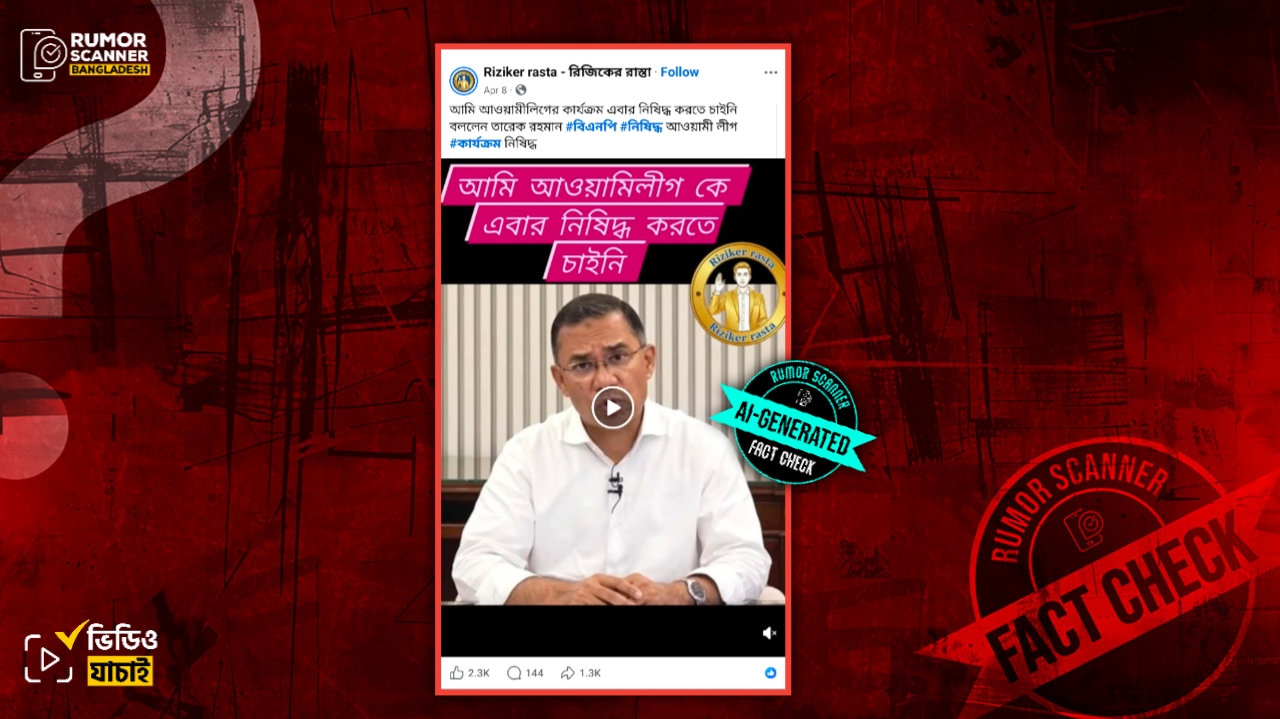 RUMOR
SCANNER
BANGLADESH
Riziker rasta - রিজিকের রাস্তা · Follow
Apr 8
আমি আওয়ামীলিগের কার্যক্রম এবার নিষিদ্ধ করতে চাইনি
বললেন তারেক রহমান #বিএনপি #নিষিদ্ধ আওয়ামী লীগ
#কার্যক্রম নিষিদ্ধ
আমি আওয়ামিলীগ কে
এবার নিষিদ্ধ করতে
চাইনি
Riziker rasta
Riziker rasta
RUMOR SCANNER
AI-GENERATED
FACT CHECK
2.3K
144
1.3K
ভিডিও
যাচাই
RUMOR SCANNER
FACT CHECK